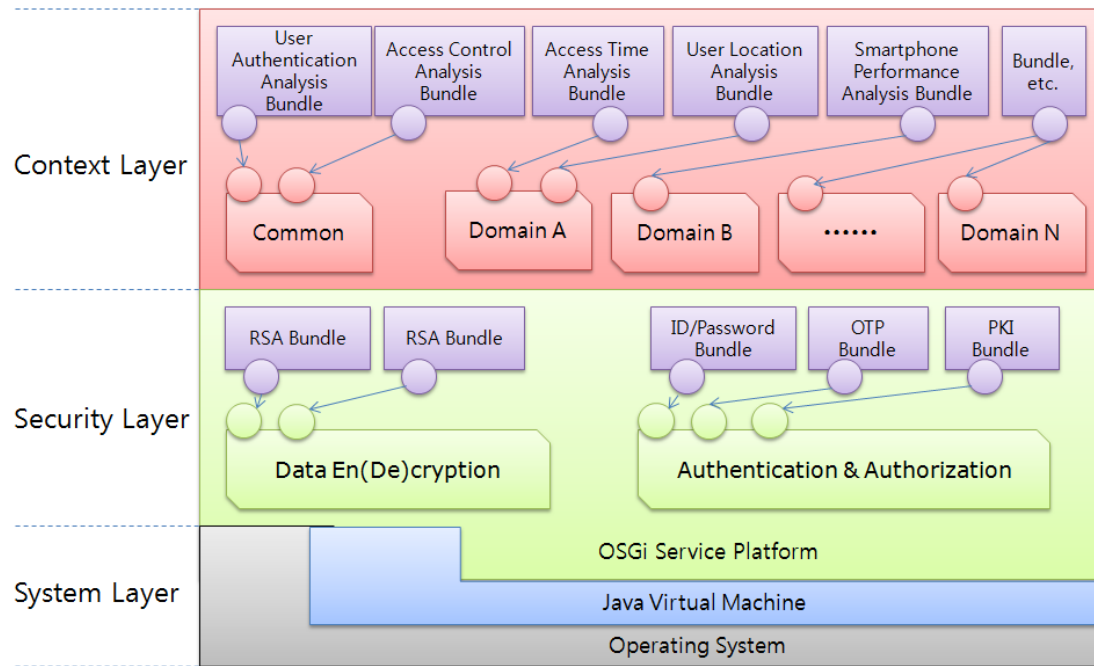 User
Authentication
Analysis
Bundle
Access Control
Analysis
Bundle
Access Time
Analysis
Bundle
User Location
Analysis
Bundle
Smartphone
Performance
Analysis Bundle
Bundle,
etc.
Context Layer
Common
Domain A
Domain B
......
Domain N
RSA Bundle
RSA Bundle
ID/Password
Bundle
OTP
Bundle
PKI
Bundle
Security Layer
Data En(De)cryption
Authentication & Authorization
System Layer
OSGi Service Platform
Java Virtual Machine
Operating System